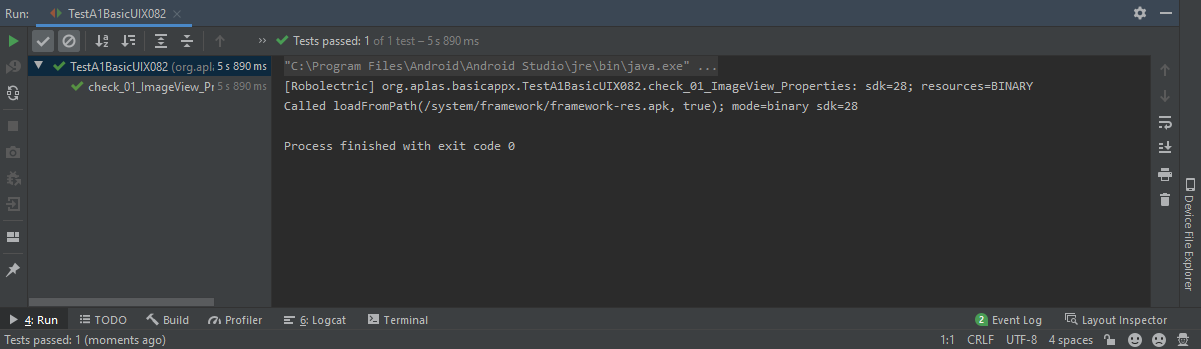 Run: TestA1BasicUIX082
Tests passed: 1 of 1 test – 5 s 890 ms
TestA1BasicUIX082 (org.apl 5 s 890 ms
check_01_ImageView_Pr 5 s 890 ms
"C:\Program Files\Android\Android Studio\jre\bin\java.exe" ...
[Robolectric] org.aplas.basicappx.TestA1BasicUIX082.check_01_ImageView_Properties: sdk=28; resources=BINARY
Called loadFromPath(/system/framework/framework-res.apk, true); mode=binary sdk=28
Process finished with exit code 0
Device File Explorer
4: Run TODO Build Profiler 6: Logcat Terminal 2 Event Log Layout Inspector
Tests passed: 1 (moments ago) 1:1 CRLF UTF-8 4 spaces